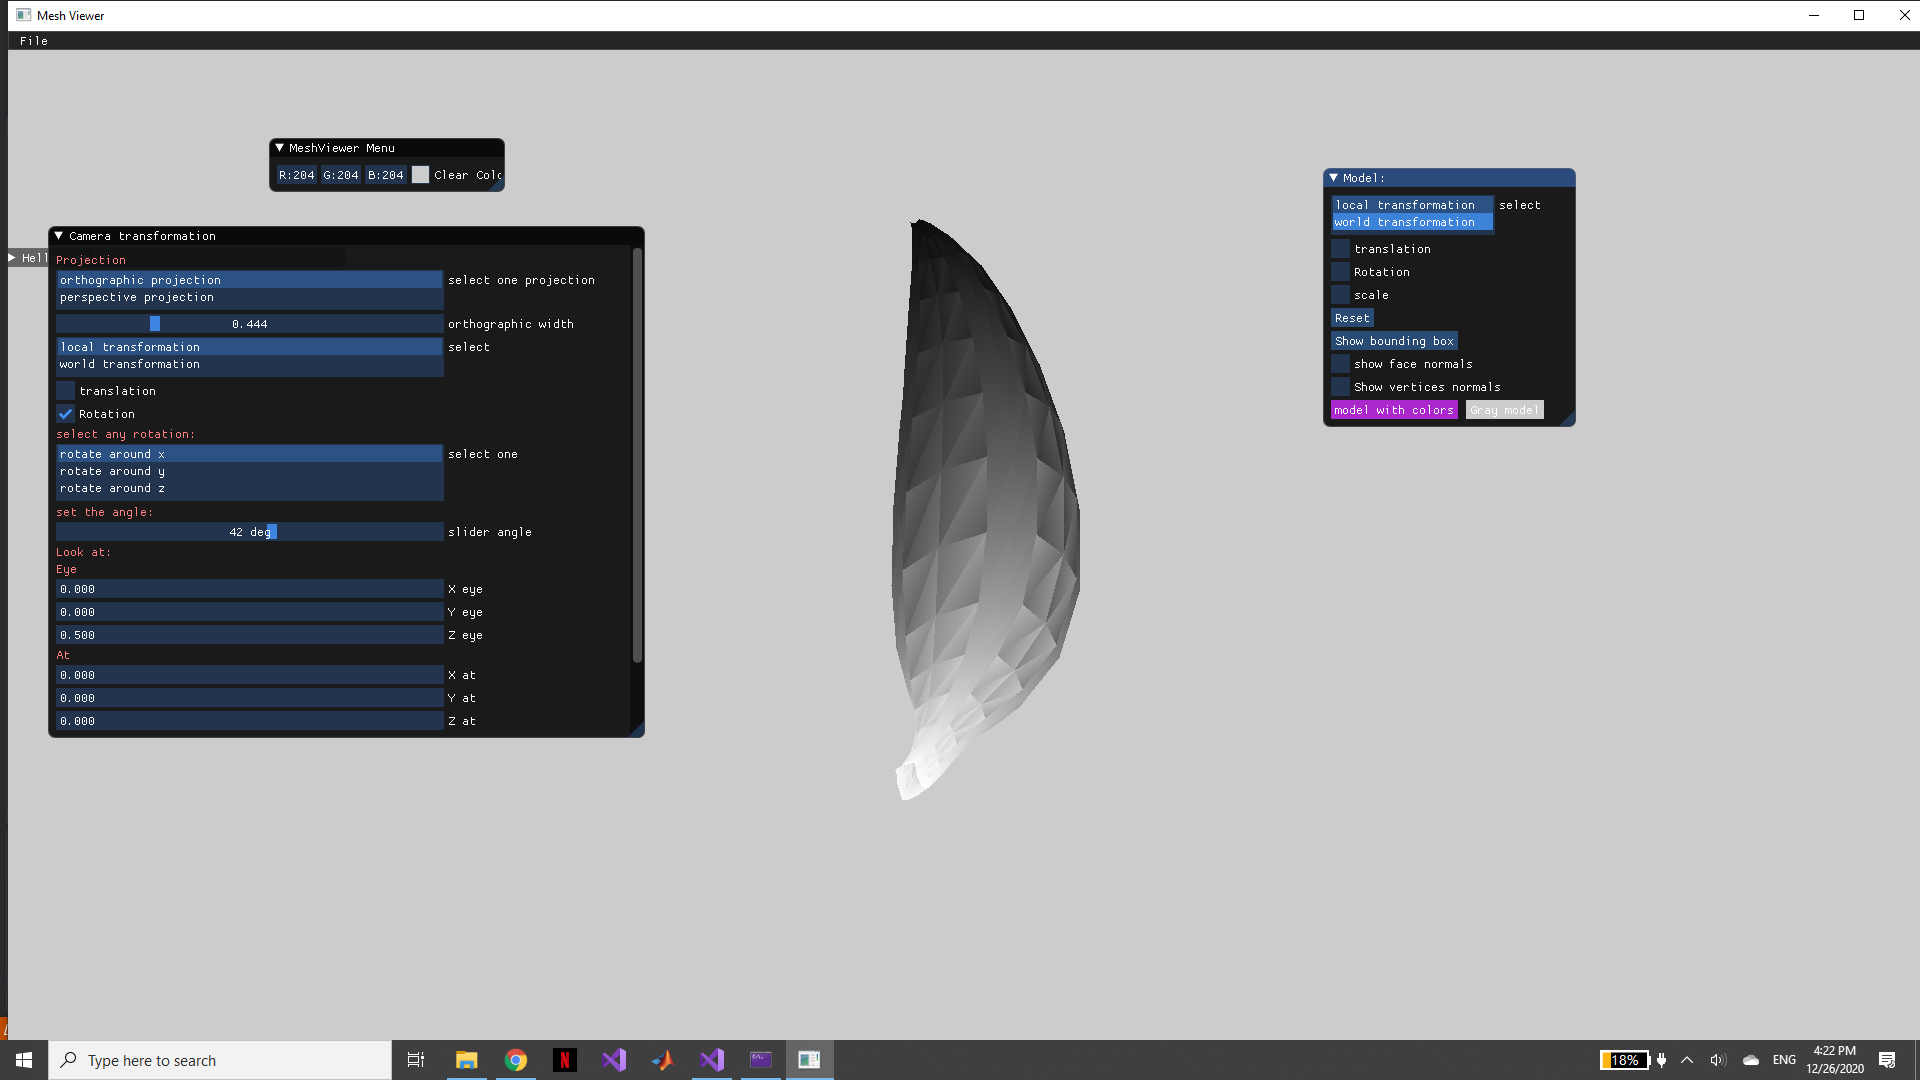 Mesh Viewer
File
MeshViewer Menu
R:204 G:204 B:204 Clear Colo
Camera transformation
Hell
Projection
orthographic projection
perspective projection
select one projection
0.444 orthographic width
local transformation
world transformation
select
translation
Rotation
select any rotation:
rotate around x
rotate around y
rotate around z
select one
set the angle:
42 deg slider angle
Look at:
Eye
0.000 X eye
0.000 Y eye
0.500 Z eye
At
0.000 X at
0.000 Y at
0.000 Z at
Model:
local transformation
world transformation
select
translation
Rotation
scale
Reset
Show bounding box
show face normals
Show vertices normals
model with colors Gray model
Type here to search
N
18%
ENG
4:22 PM
12/26/2020